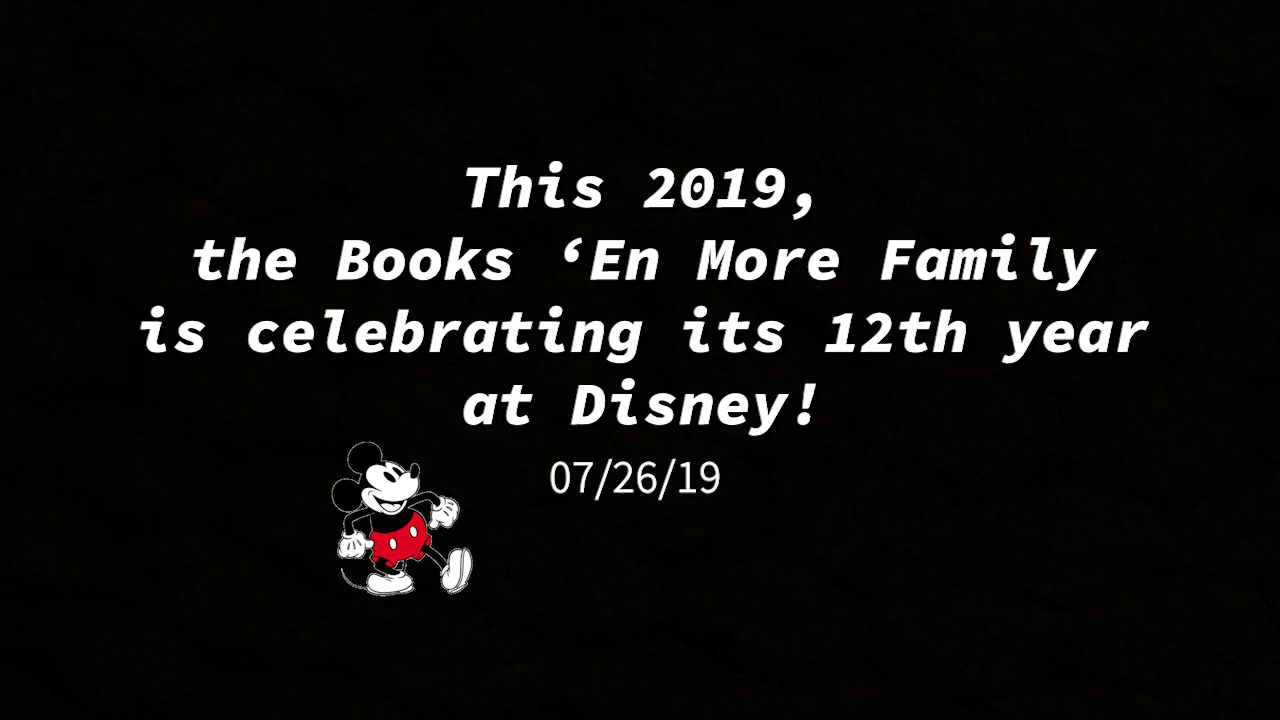 This 2019,
the Books ‘En More Family
is celebrating its 12th year
at Disney!
07/26/19